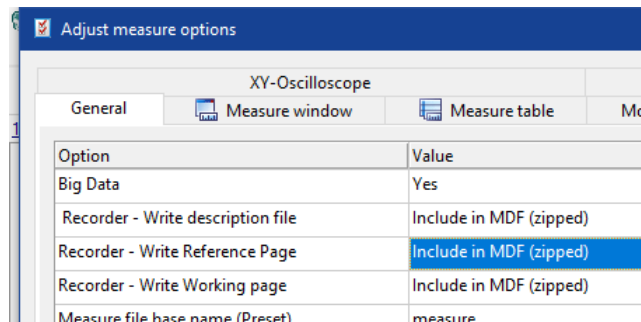 Adjust measure options
XY-Oscilloscope
General Measure window Measure table
Option Value
Big Data Yes
Recorder - Write description file Include in MDF (zipped)
Recorder - Write Reference Page Include in MDF (zipped)
Recorder - Write Working page Include in MDF (zipped)
Measure file base name (Preset) measure